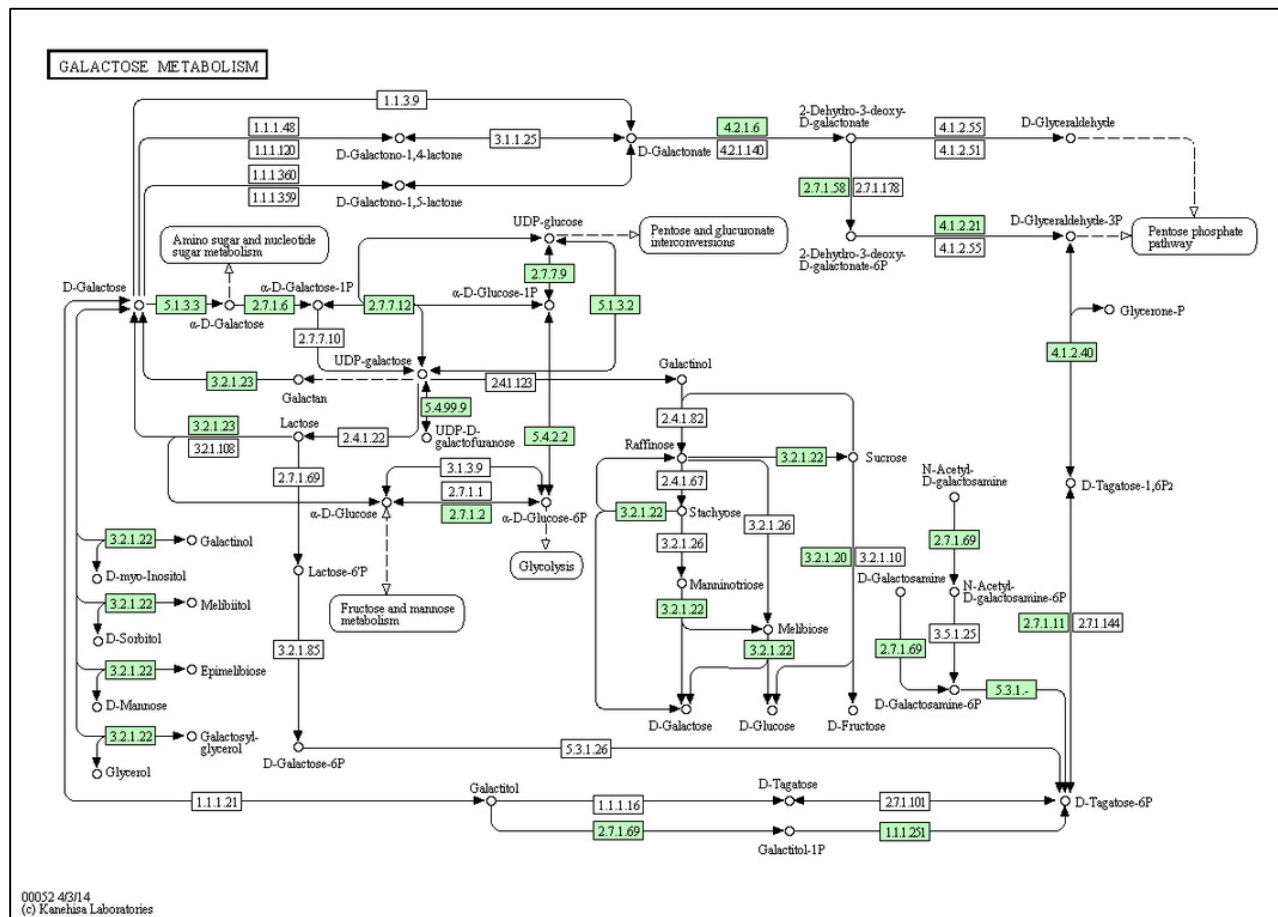 GALACTOSE METABOLISM
1.1.3.9
1.1.1.48
1.1.1.120
D-Galactono-1,4-lactone
3.1.1.25
D-Galactonate
4.2.1.6
4.2.1.140
2-Dehydro-3-deoxy-
D-galactonate
4.1.2.55
4.1.2.51
D-Glyceraldehyde
1.1.1.360
1.1.1.359
D-Galactono-1,5-lactone
2.7.1.58
2.7.1.178
UDP-glucose
Pentose and glucuronate
interconversions
4.1.2.21
4.1.2.55
D-Glyceraldehyde-3P
Pentose phosphate
pathway
2-Dehydro-3-deoxy-
D-galactonate-6P
Amino sugar and nucleotide
sugar metabolism
2.7.7.9
D-Galactose
5.1.3.3
α-D-Galactose
2.7.1.6
α-D-Galactose-1P
2.7.7.12
α-D-Glucose-1P
5.1.3.2
Glycerone-P
2.7.7.10
UDP-galactose
4.1.2.40
3.2.1.23
Galactan
2.4.1.123
Galactinol
5.4.99.9
UDP-D-
galactofuranose
3.2.1.23
3.2.1.108
Lactose
2.4.1.22
5.4.2.2
2.4.1.82
Raffinose
3.2.1.22
Sucrose
2.7.1.69
3.1.3.9
2.7.1.1
2.7.1.2
α-D-Glucose
α-D-Glucose-6P
2.4.1.67
N-Acetyl-
D-galactosamine
D-Tagatose-1,6P2
3.2.1.22
Stachyose
3.2.1.26
3.2.1.26
3.2.1.20
3.2.1.10
2.7.1.69
3.2.1.22
Galactinol
D-myo-Inositol
Lactose-6'P
Glycolysis
Manninotriose
D-Galactosamine
N-Acetyl-
D-galactosamine-6P
3.2.1.22
Melibiitol
D-Sorbitol
Fructose and mannose
metabolism
3.2.1.22
Melibiose
3.2.1.22
2.7.1.69
3.5.1.25
2.7.1.11
2.7.1.144
3.2.1.85
3.2.1.22
Epimelibiose
D-Mannose
D-Galactose
D-Glucose
D-Fructose
D-Galactosamine-6P
5.3.1.-
3.2.1.22
Galactosyl-
glycerol
Glycerol
D-Galactose-6P
5.3.1.26
1.1.1.21
Galactitol
1.1.1.16
D-Tagatose
2.7.1.101
D-Tagatose-6P
2.7.1.69
Galactitol-1P
1.1.1.251
00052 4/3/14
(c) Kanehisa Laboratories